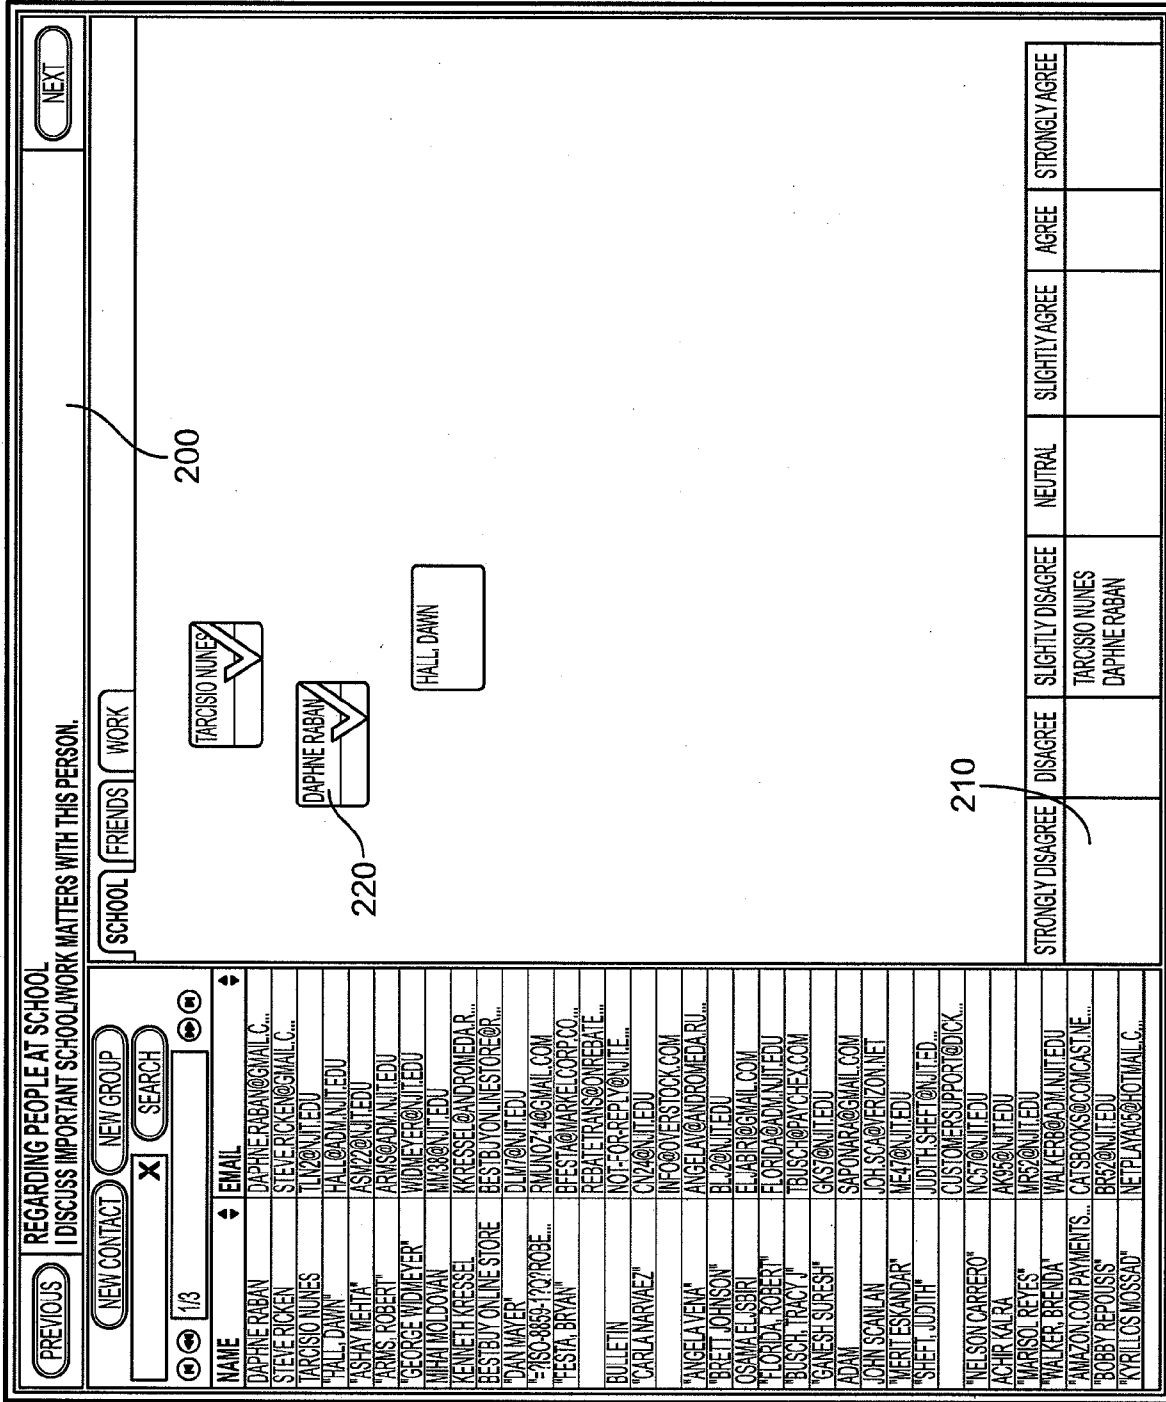 PREVIOUS
REGARDING PEOPLE AT SCHOOL
I DISCUSS IMPORTANT SCHOOL/WORK MATTERS WITH THIS PERSON.
NEXT
200
NEW CONTACT NEW GROUP
X SEARCH
1/3
NAME EMAIL
DAPHNE RABAN DAPHNE.RABAN@GMAIL.C...
STEVE RICKEN STEVE.RICKEN@GMAIL.C...
TARCISIO NUNES TLN2@NJIT.EDU
"HALL, DAWN" HALL@ADM.NJIT.EDU
"ASHAY MEHTA" ASM22@NJIT.EDU
"ARMS, ROBERT" ARMS@ADM.NJIT.EDU
"GEORGE WIDMEYER" WIDMEYER@NJIT.EDU
MIHAI MOLDOVAN MM38@NJIT.EDU
KENNETH KRESSEL KKRESSEL@ANDROMEDA.R...
BESTBUY ONLINE STORE BESTBUYONLINESTORE@R...
"DAN MAYER" DLM7@NJIT.EDU
"=?ISO-8859-1?Q?ROBE... RMUNOZ14@GMAIL.COM
"FESTA, BRYAN" BFESTA@MARKELCORP.CO...
REBATETRANS@ONREBATE...
BULLETIN NOT-FOR-REPLY@NJIT.E...
"CARLA NARVAEZ" CN24@NJIT.EDU
INFO@OVERSTOCK.COM
"ANGELA VENA" ANGELAV@ANDROMEDA.RU...
"BRETT JOHNSON" BLJ2@NJIT.EDU
OSAMA ELJSBIRI ELJABIRI@GMAIL.COM
"FLORIDA, ROBERT" FLORIDA@ADM.NJIT.EDU
"BUSCH, TRACY J" TBUSCH@PAYCHEX.COM
"GANESH SURESH" GKS7@NJIT.EDU
ADAM SAPONARA@GMAIL.COM
JOHN SCANLAN JOH.SCA@VERIZON.NET
"MERIT ESKANDAR" ME47@NJIT.EDU
"SHEFT, JUDITH" JUDITH.SHEFT@NJIT.ED...
CUSTOMERSUPPORT@DICK...
"NELSON CARRERO" NC57@NJIT.EDU
ACHIR KALRA AK95@NJIT.EDU
"MARISO. REYES" MR52@NJIT.EDU
"WALKER, BRENDA" WALKERB@ADM.NJIT.EDU
"AMAZON.COM PAYMENTS... CATSBOOKS@COMCAST.NE...
"BOBBY REPOUSIS" BR52@NJIT.EDU
"KYRILOS MOSSAD" NETPLAYAC@HOTMAIL.C...
SCHOOL FRIENDS WORK
TARCISIO NUNES
DAPHNE RABAN
220
HALL, DAWN
210
STRONGLY DISAGREE DISAGREE SLIGHTLY DISAGREE NEUTRAL SLIGHTLY AGREE AGREE STRONGLY AGREE
TARCISIO NUNES
DAPHNE RABAN